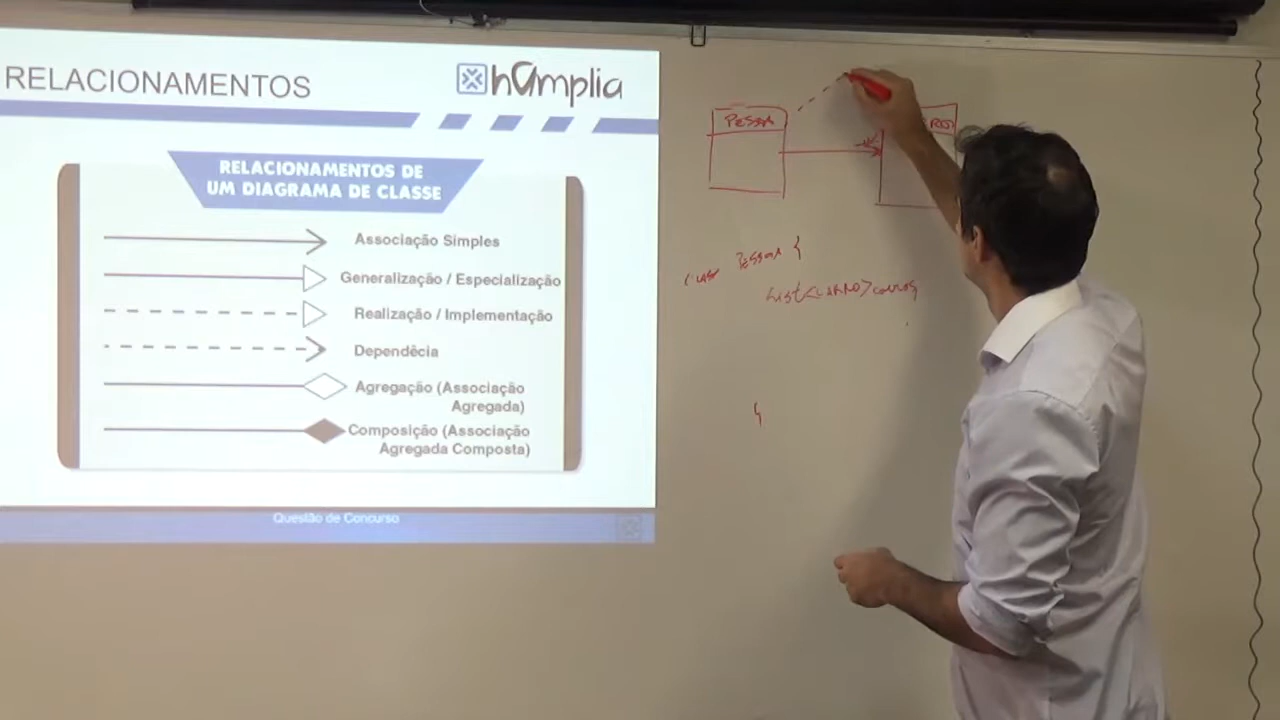 RELACIONAMENTOS
hamplia
RELACIONAMENTOS DE
UM DIAGRAMA DE CLASSE
Associação Simples
Generalização / Especialização
Realização / Implementação
Dependêcia
Agregação (Associação
Agregada)
Composição (Associação
Agregada Composta)
Questão de Concurso
Pessoa
class Pessoa {
List<Carro> carros
}